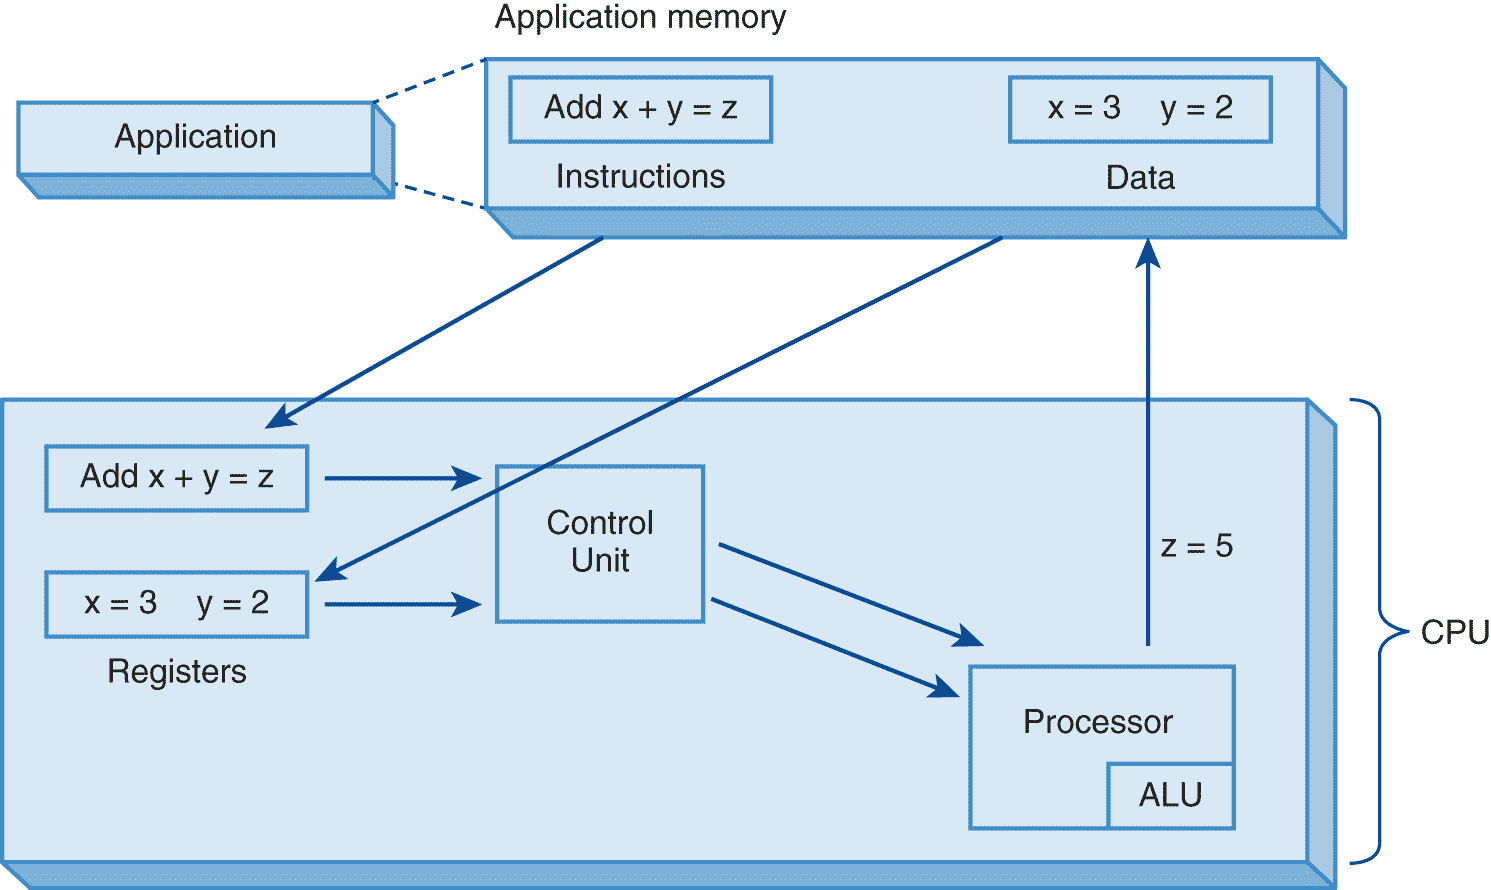 Application memory
Application
Add x + y = z
x = 3 y = 2
Instructions
Data
Add x + y = z
Control
Unit
x = 3 y = 2
Registers
z = 5
CPU
Processor
ALU